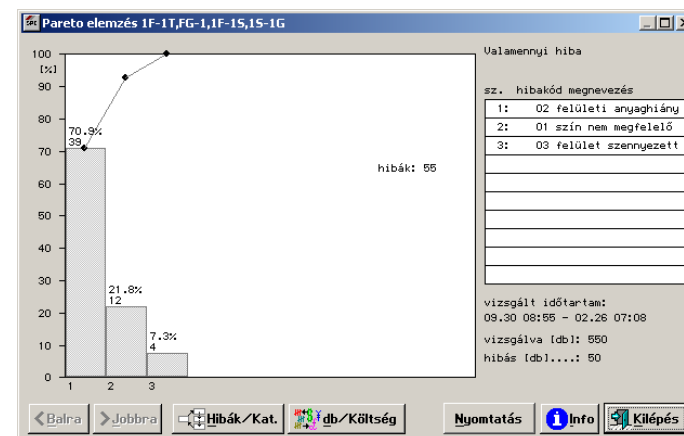 SPC Pareto elemzés 1F-1T,FG-1,1F-1S,1S-1G
100
[%]
90
80
70
60
50
40
30
20
10
0
70.9%
39
21.8%
12
7.3%
4
1 2 3
hibák: 55
Valamennyi hiba
sz. hibakód megnevezés
1: 02 felületi anyaghiány
2: 01 szín nem megfelelő
3: 03 felület szennyezett
vizsgált időtartam:
09.30 08:55 - 02.26 07:08
vizsgálva [db]: 550
hibás [db]....: 50
<Balra >Jobbra Hibák/Kat. db/Költség Nyomtatás Info Kilépés